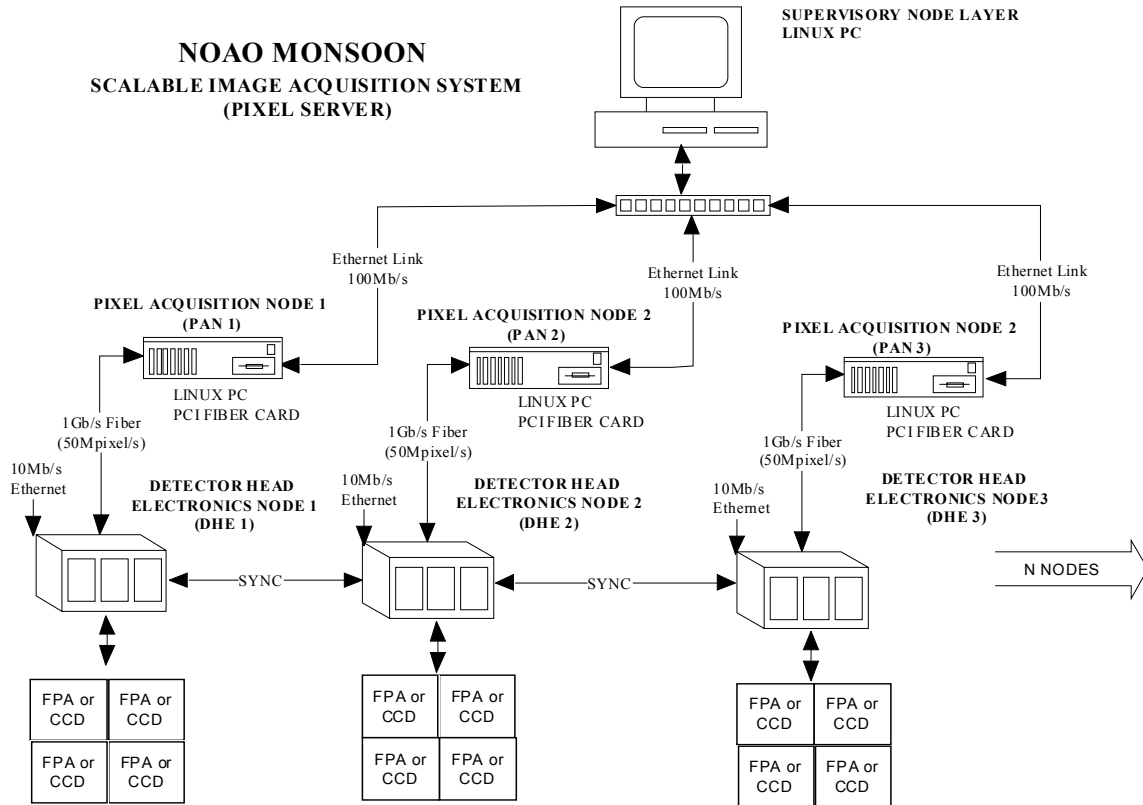 NOAO MONSOON
SCALABLE IMAGE ACQUISITION SYSTEM
(PIXEL SERVER)
SUPERVISORY NODE LAYER
LINUX PC
Ethernet Link
100Mb/s
Ethernet Link
100Mb/s
Ethernet Link
100Mb/s
PIXEL ACQUISITION NODE 1
(PAN 1)
PIXEL ACQUISITION NODE 2
(PAN 2)
PIXEL ACQUISITION NODE 2
(PAN 3)
LINUX PC
PCI FIBER CARD
LINUX PC
PCI FIBER CARD
LINUX PC
PCI FIBER CARD
1Gb/s Fiber
(50Mpixel/s)
1Gb/s Fiber
(50Mpixel/s)
1Gb/s Fiber
(50Mpixel/s)
10Mb/s
Ethernet
DETECTOR HEAD
ELECTRONICS NODE 1
(DHE 1)
10Mb/s
Ethernet
DETECTOR HEAD
ELECTRONICS NODE 2
(DHE 2)
10Mb/s
Ethernet
DETECTOR HEAD
ELECTRONICS NODE3
(DHE 3)
SYNC
SYNC
N NODES
FPA or
CCD
FPA or
CCD
FPA or
CCD
FPA or
CCD
FPA or
CCD
FPA or
CCD
FPA or
CCD
FPA or
CCD
FPA or
CCD
FPA or
CCD
FPA or
CCD
FPA or
CCD